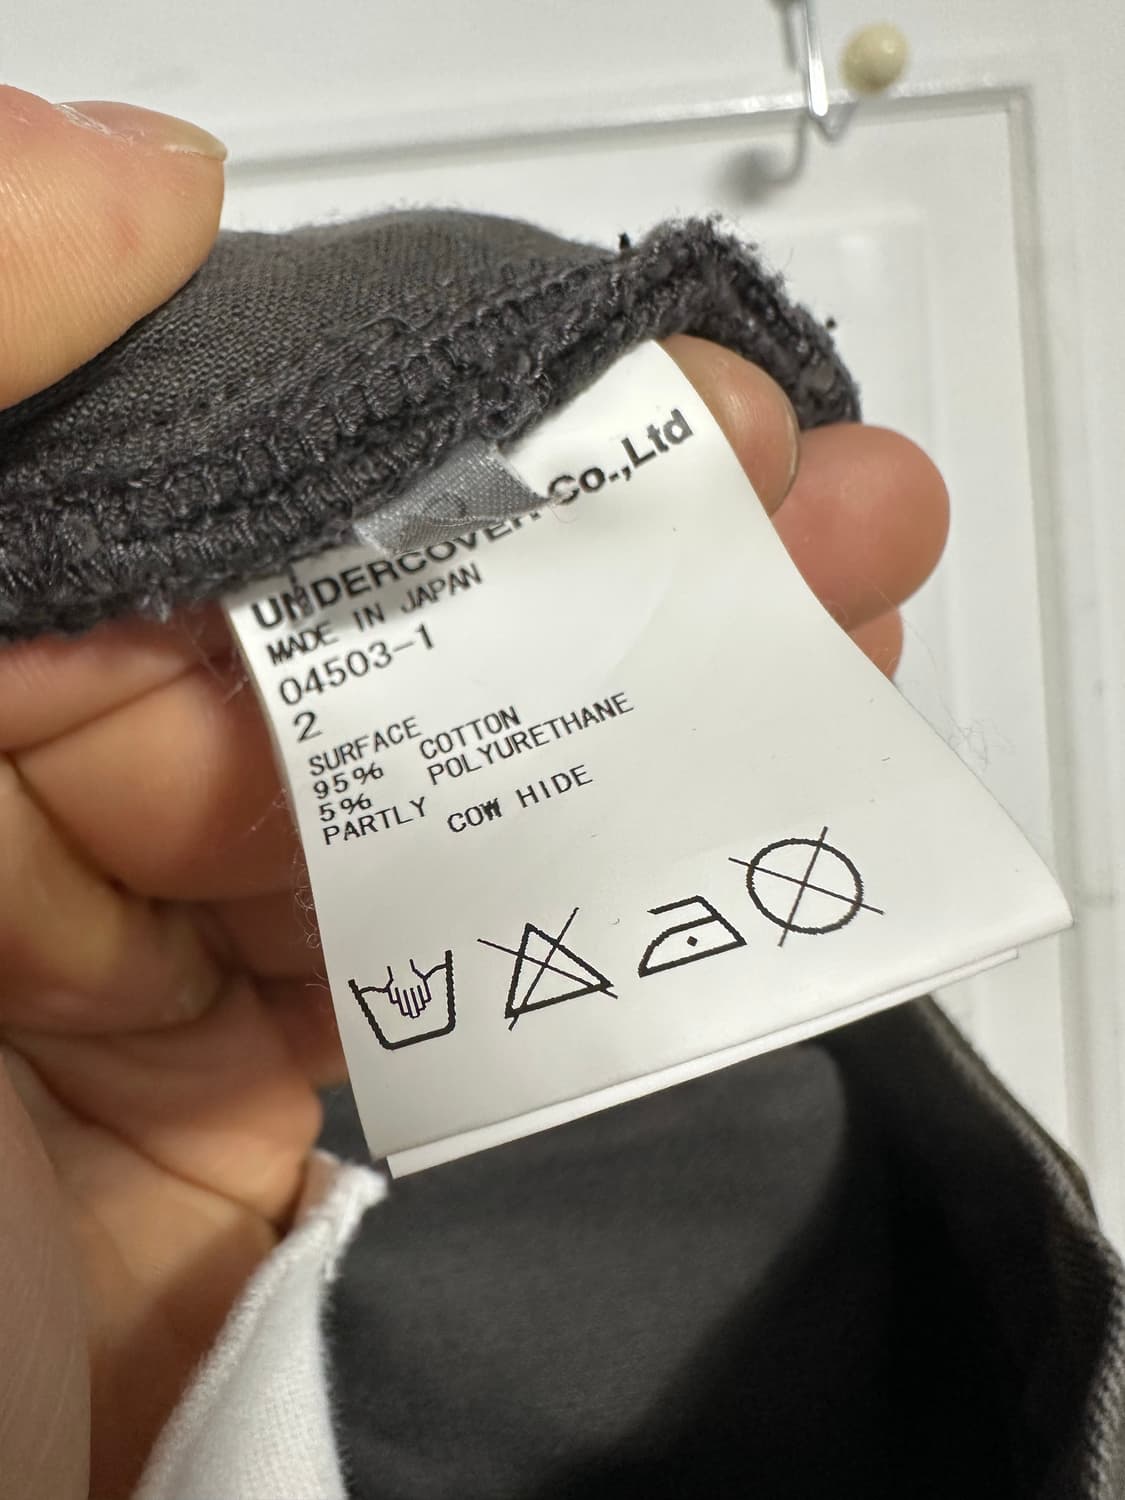 UNDERCOVER Co.,Ltd
MADE IN JAPAN
04503-1
2
SURFACE
95% COTTON
5% POLYURETHANE
PARTLY COW HIDE